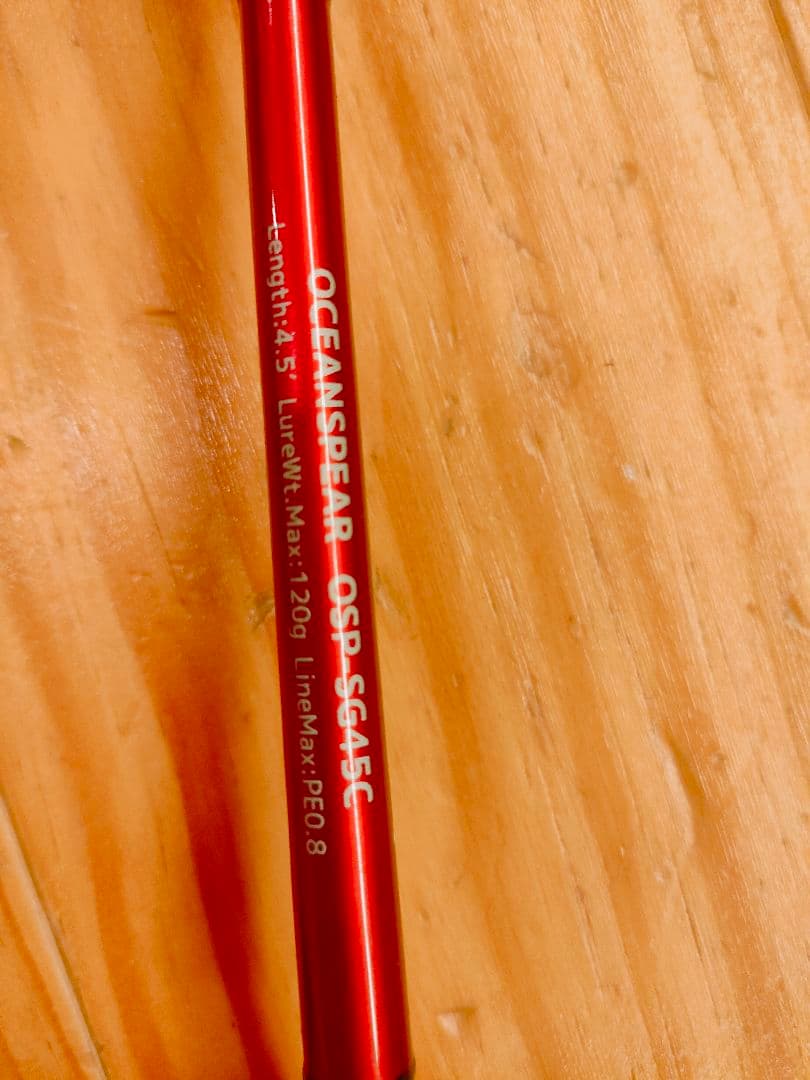 OCEANSPEAR OSP-SG45C
Length:4.5' LureWt.Max:120g LineMax:PE0.8